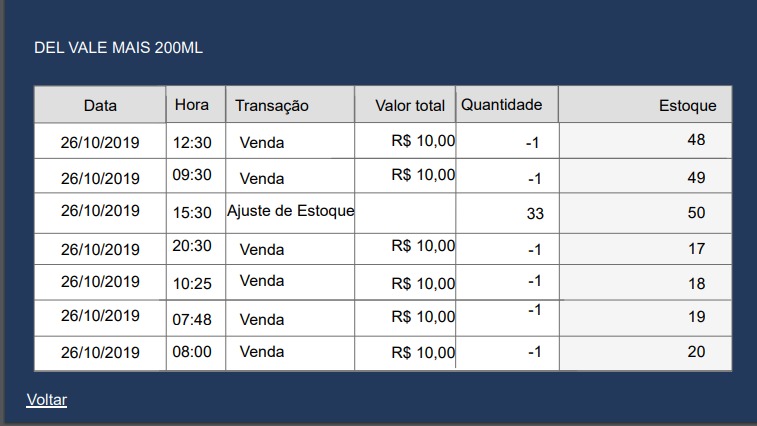 DEL VALE MAIS 200ML
Data Hora Transação Valor total Quantidade Estoque
26/10/2019 12:30 Venda R$ 10,00 -1 48
26/10/2019 09:30 Venda R$ 10,00 -1 49
26/10/2019 15:30 Ajuste de Estoque 33 50
26/10/2019 20:30 Venda R$ 10,00 -1 17
26/10/2019 10:25 Venda R$ 10,00 -1 18
26/10/2019 07:48 Venda R$ 10,00 -1 19
26/10/2019 08:00 Venda R$ 10,00 -1 20
Voltar